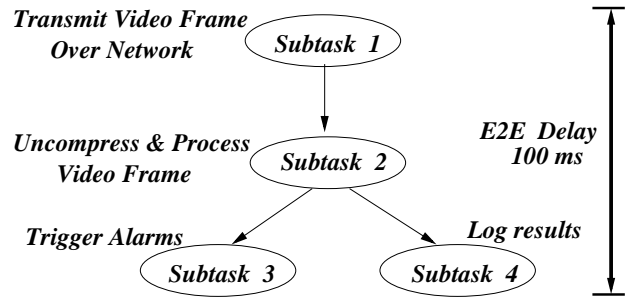 Transmit Video Frame
Over Network
Subtask 1
Uncompress & Process
Video Frame
Subtask 2
E2E Delay
100 ms
Trigger Alarms
Log results
Subtask 3
Subtask 4